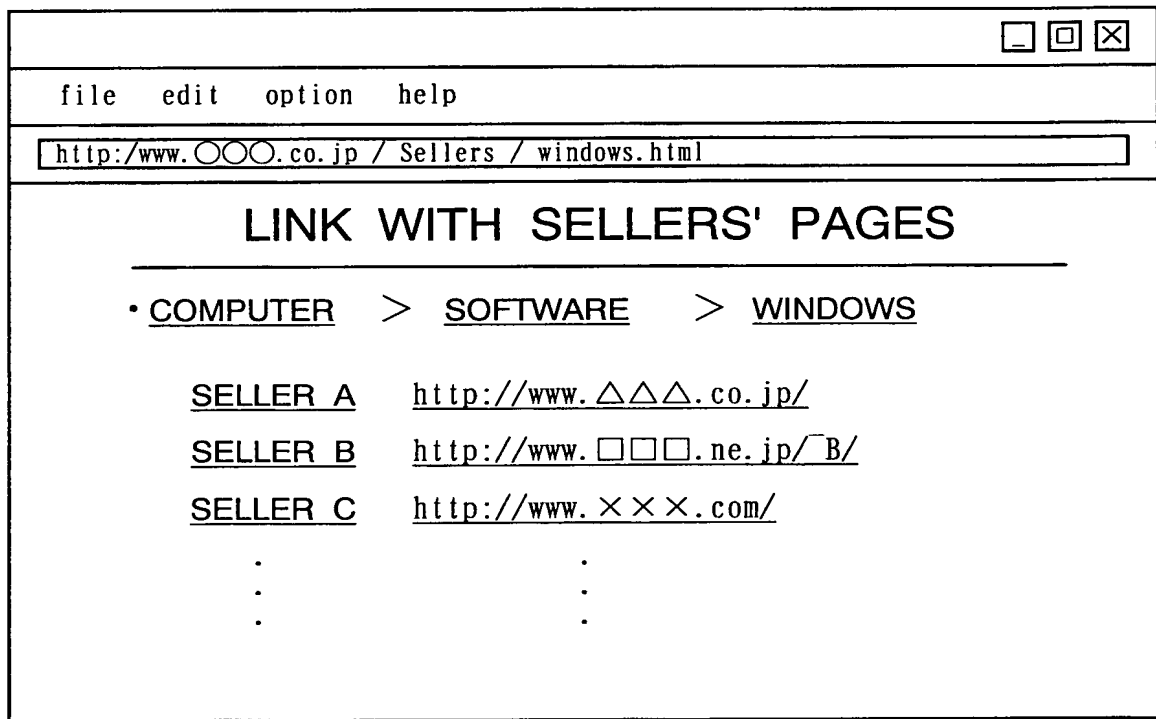 file edit option help
http:/www.○○○.co.jp / Sellers / windows.html
LINK WITH SELLERS' PAGES
・COMPUTER > SOFTWARE > WINDOWS
SELLER A http://www.△△△.co.jp/
SELLER B http://www.□□□.ne.jp/‾B/
SELLER C http://www.×××.com/